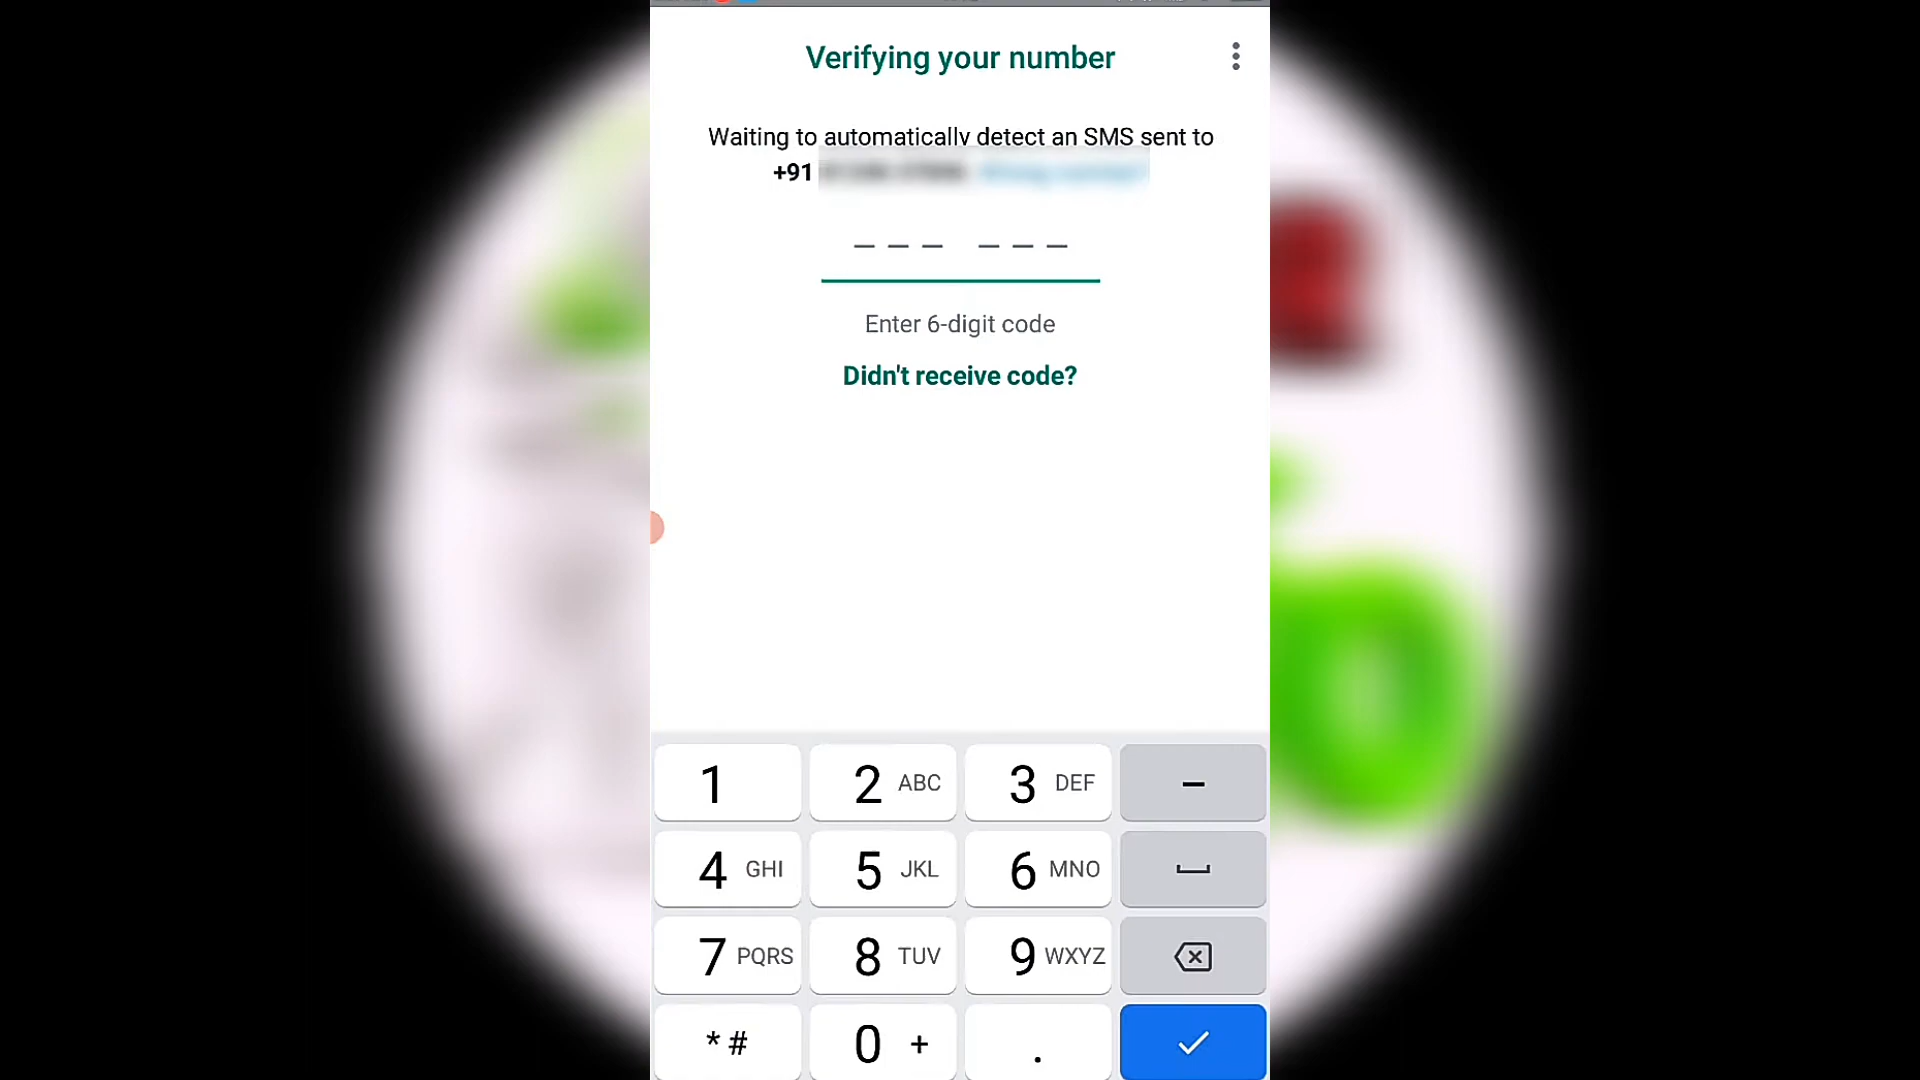 Verifying your number
Waiting to automatically detect an SMS sent to
+91
Enter 6-digit code
Didn't receive code?
1
2 ABC
3 DEF
–
4 GHI
5 JKL
6 MNO
7 PQRS
8 TUV
9 WXYZ
* #
0 +
.